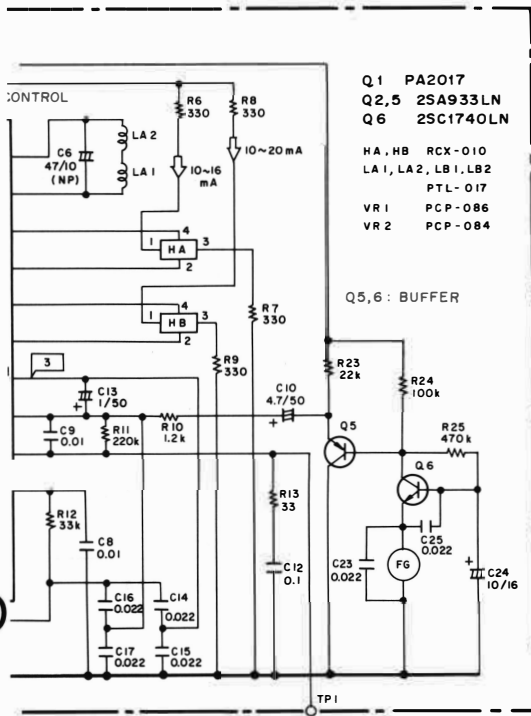 CONTROL
Q1 PA2017
Q2,5 2SA933LN
Q6 2SC1740LN
HA, HB RCX-010
LA1, LA2, LB1, LB2
PTL-017
VR1 PCP-086
VR2 PCP-084
Q5,6: BUFFER
R6
330
R8
330
C6
47/10
(NP)
LA2
LA1
10~16
mA
10~20mA
4
1 HA 3
2
4
1 HB 3
2
R7
330
R9
330
3
C13
+ 1/50
C9
0.01
R11
220k
R10
1.2k
C10
4.7/50
+
R23
22k
R24
100k
Q5
R25
470k
Q6
R12
33k
C8
0.01
R13
33
C12
0.1
C23
0.022
C25
0.022
FG
+
C24
10/16
C16
0.022
C14
0.022
C17
0.022
C15
0.022
TP1